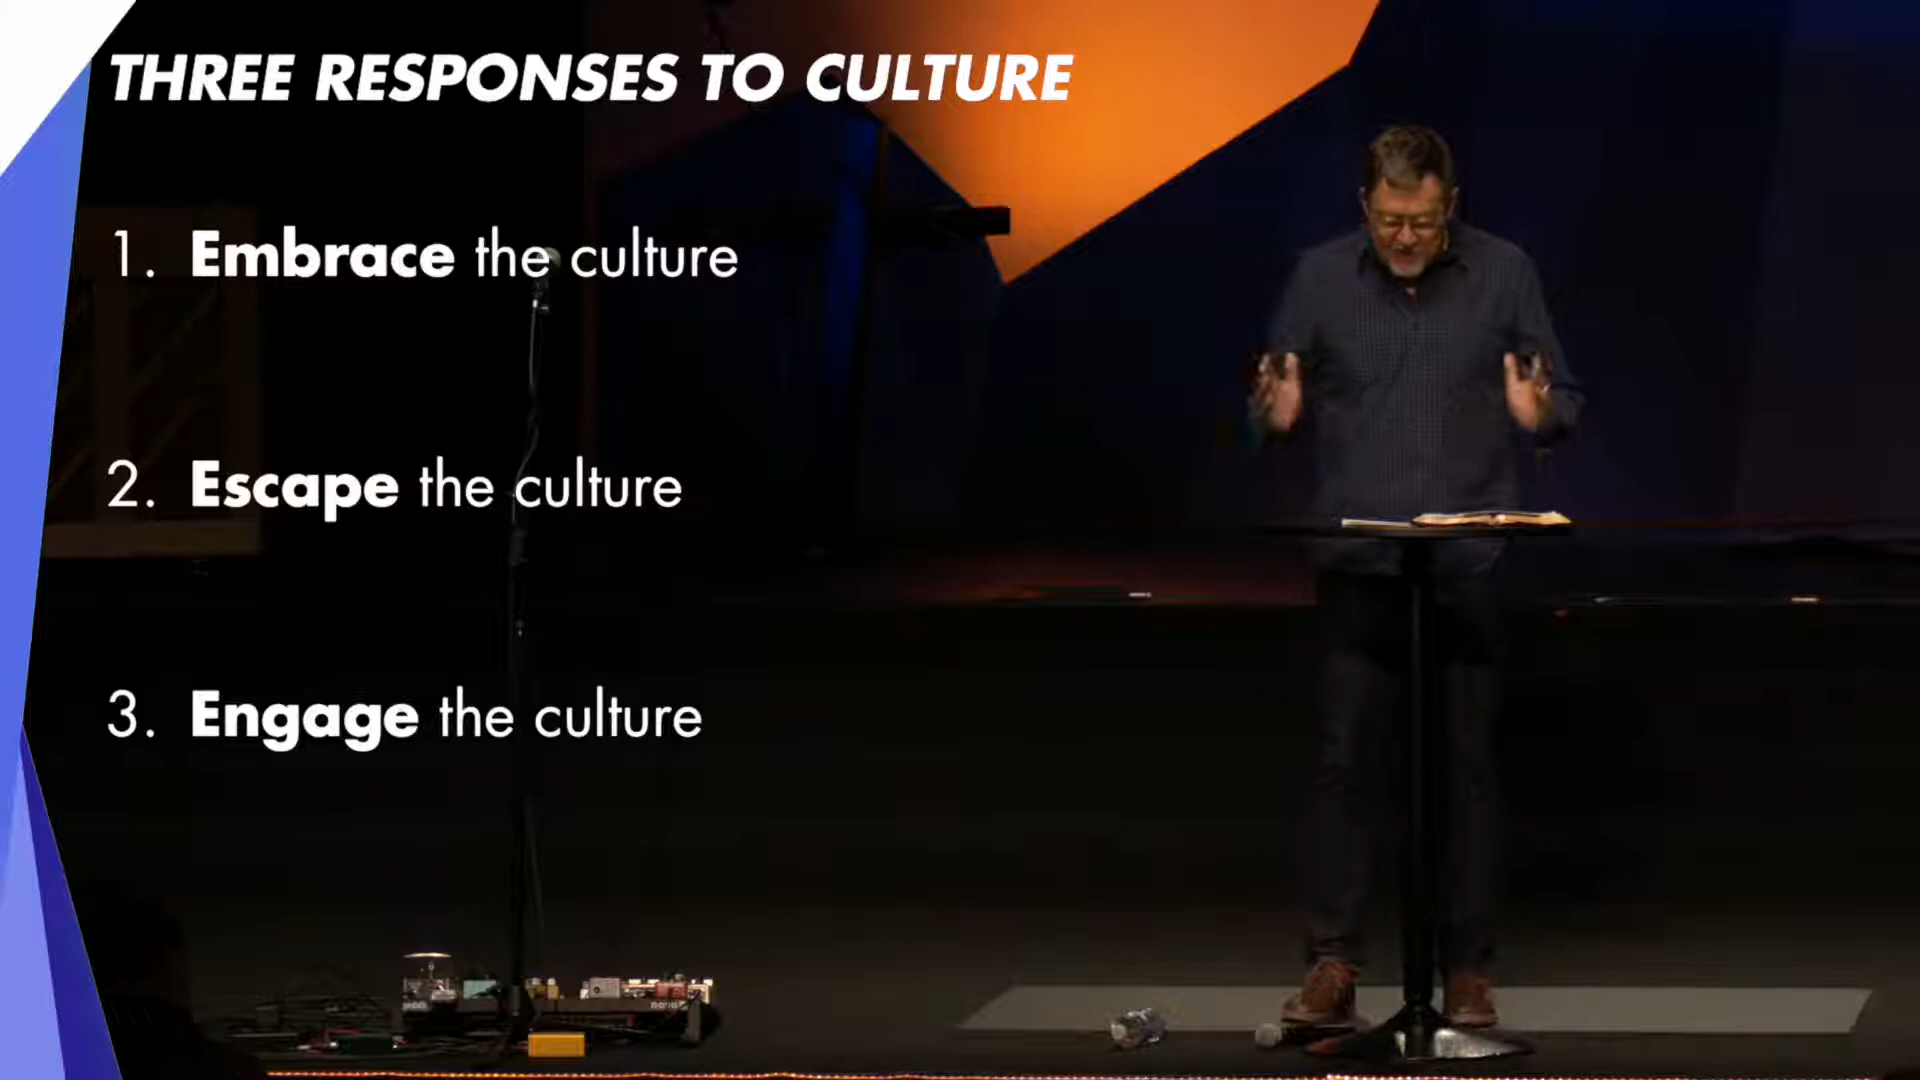 THREE RESPONSES TO CULTURE
1. Embrace the culture
2. Escape the culture
3. Engage the culture